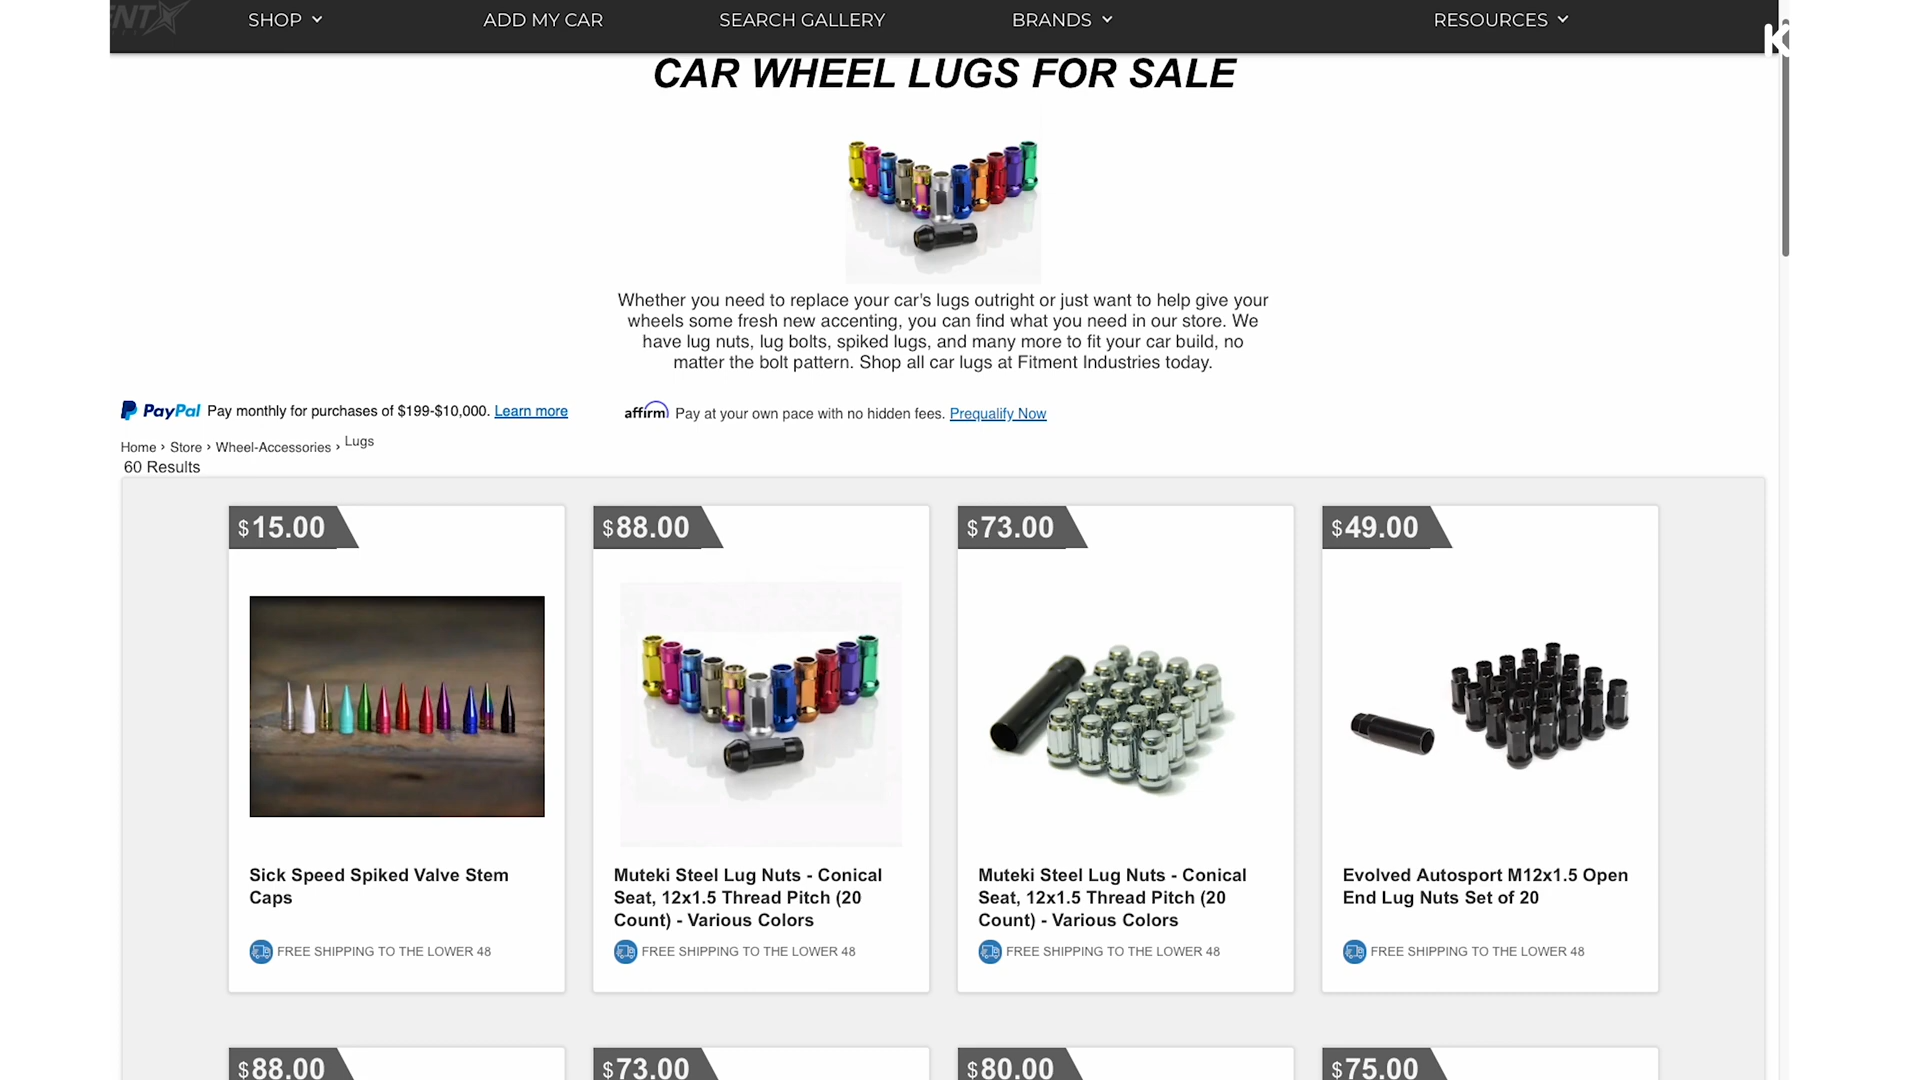 SHOP
ADD MY CAR
SEARCH GALLERY
BRANDS
RESOURCES
CAR WHEEL LUGS FOR SALE
Whether you need to replace your car's lugs outright or just want to help give your
wheels some fresh new accenting, you can find what you need in our store. We
have lug nuts, lug bolts, spiked lugs, and many more to fit your car build, no
matter the bolt pattern. Shop all car lugs at Fitment Industries today.
PayPal Pay monthly for purchases of $199-$10,000. Learn more
affirm Pay at your own pace with no hidden fees. Prequalify Now
Home › Store › Wheel-Accessories › Lugs
60 Results
$15.00
Sick Speed Spiked Valve Stem
Caps
FREE SHIPPING TO THE LOWER 48
$88.00
Muteki Steel Lug Nuts - Conical
Seat, 12x1.5 Thread Pitch (20
Count) - Various Colors
FREE SHIPPING TO THE LOWER 48
$73.00
Muteki Steel Lug Nuts - Conical
Seat, 12x1.5 Thread Pitch (20
Count) - Various Colors
FREE SHIPPING TO THE LOWER 48
$49.00
Evolved Autosport M12x1.5 Open
End Lug Nuts Set of 20
FREE SHIPPING TO THE LOWER 48
$88.00
$73.00
$80.00
$75.00